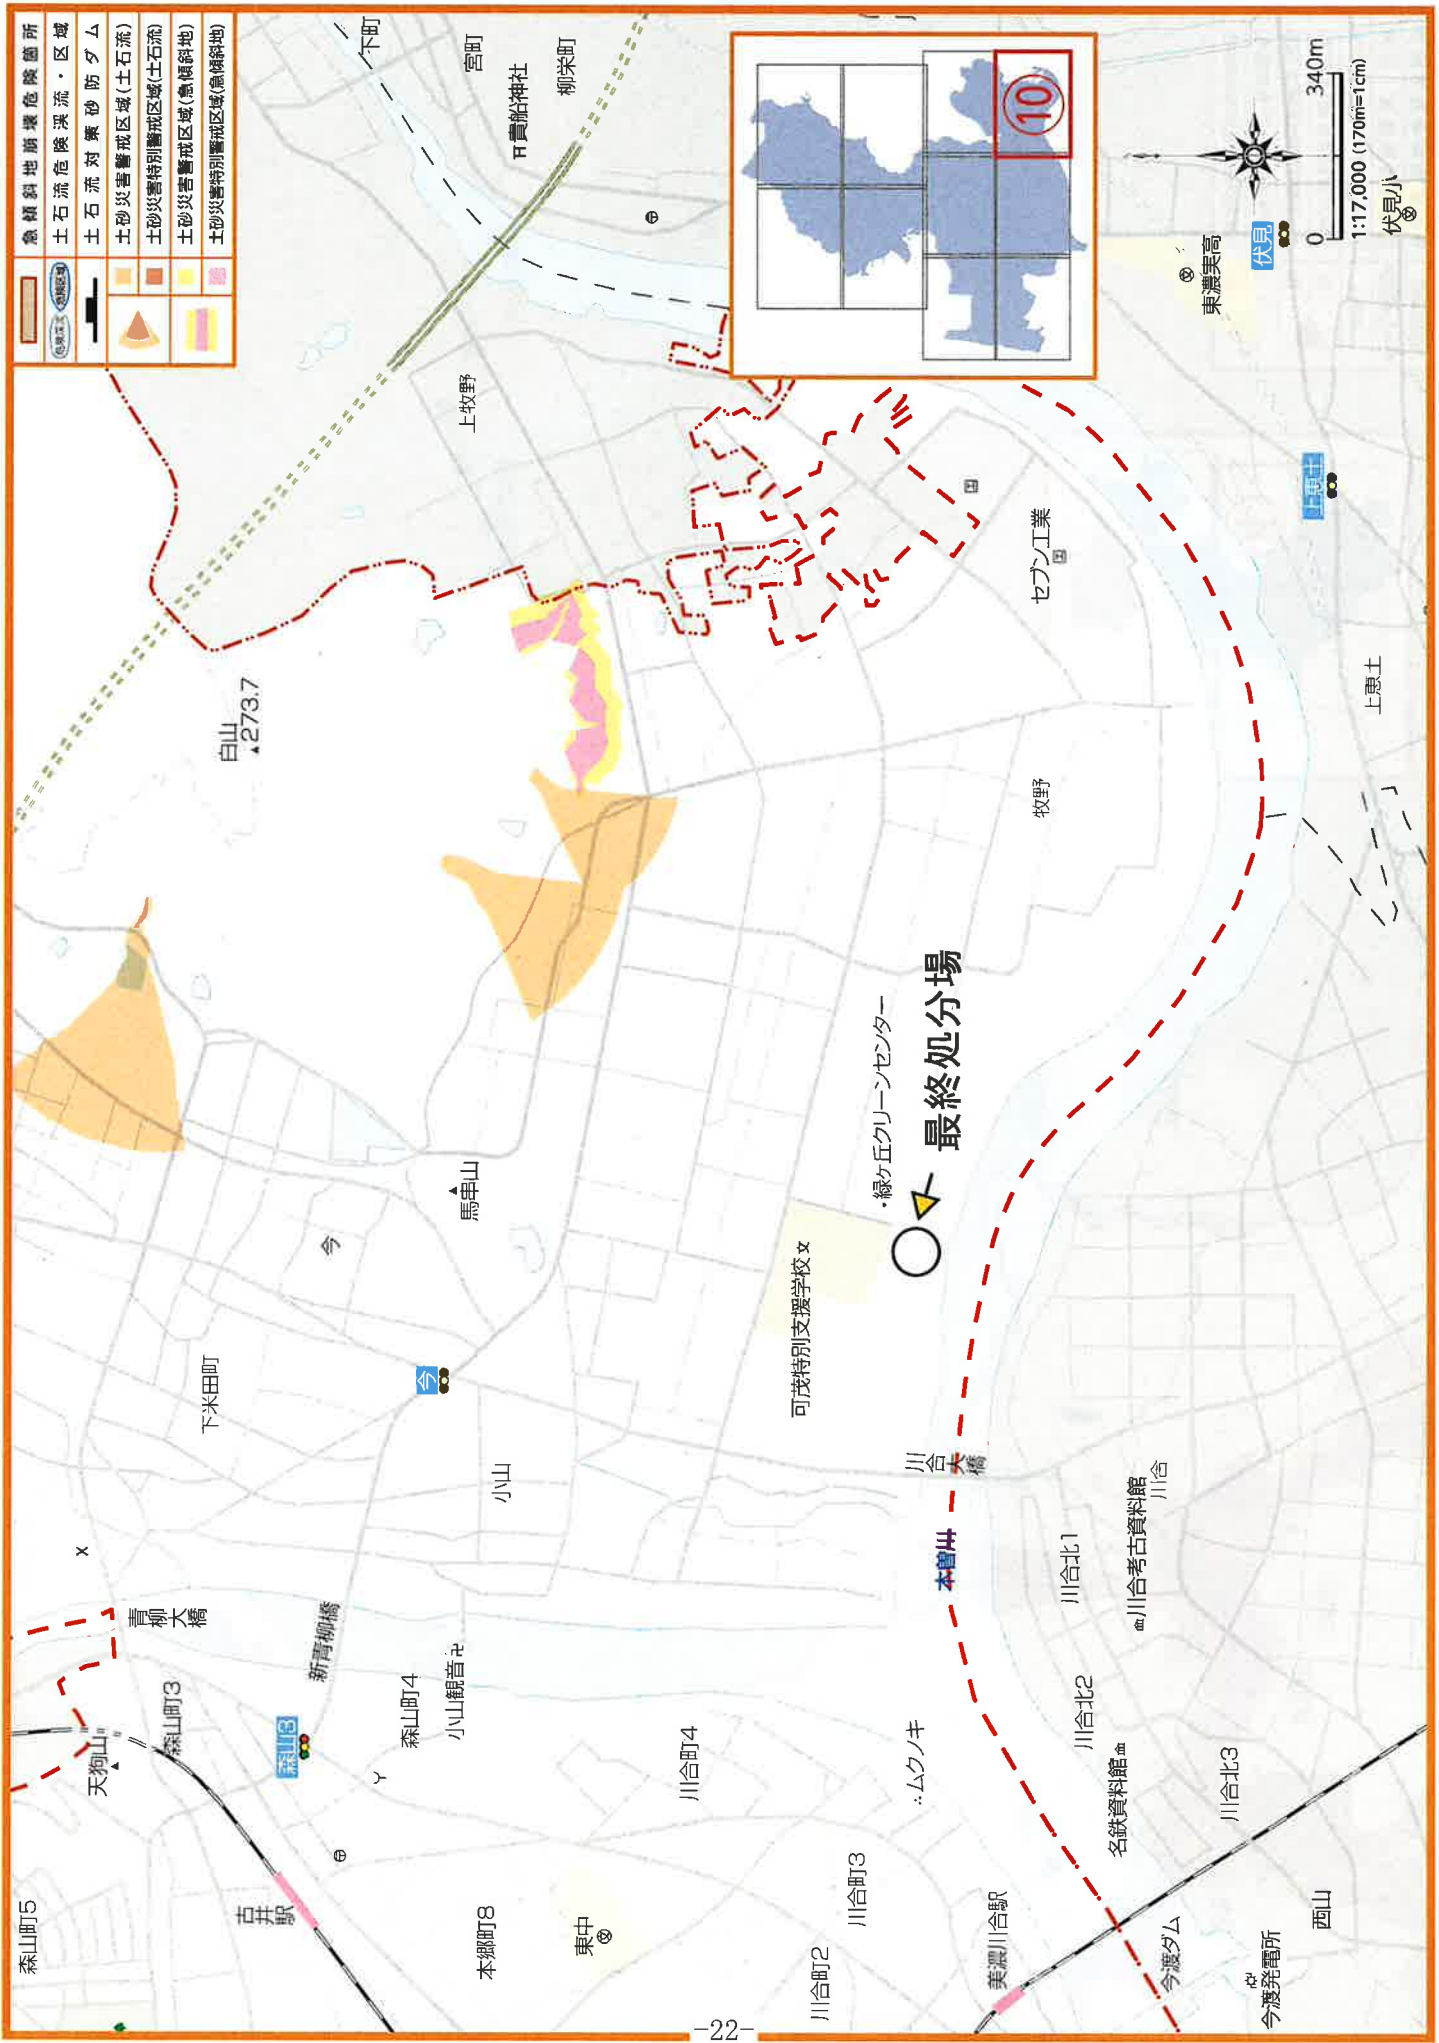 急傾斜地崩壊危険箇所
土石流危険渓流・区域
土石流対策砂防ダム
土砂災害警戒区域(土石流)
土砂災害特別警戒区域(土石流)
土砂災害警戒区域(急傾斜地)
土砂災害特別警戒区域(急傾斜地)
下町
宮町
貴船神社
柳栄町
上牧野
白山
▲273.7
セブン工業
牧野
⑩
0
340m
1:17,000 (170m=1cm)
伏見
伏見小
東濃実高
上恵土
上恵土
・緑ヶ丘クリーンセンター
最終処分場
可茂特別支援学校
馬串山
今
今
下米田町
小山
川合大橋
木曽川
青柳大橋
新青柳橋
森山町3
森山3
天狗山
森山町4
小山観音
川合町4
∴ムクノキ
川合北1
川合考古資料館
川合
川合北2
名鉄資料館
川合北3
森山町5
古井駅
本郷町8
東中
川合町2
川合町3
美濃川合駅
今渡ダム
今渡発電所
西山
-22-